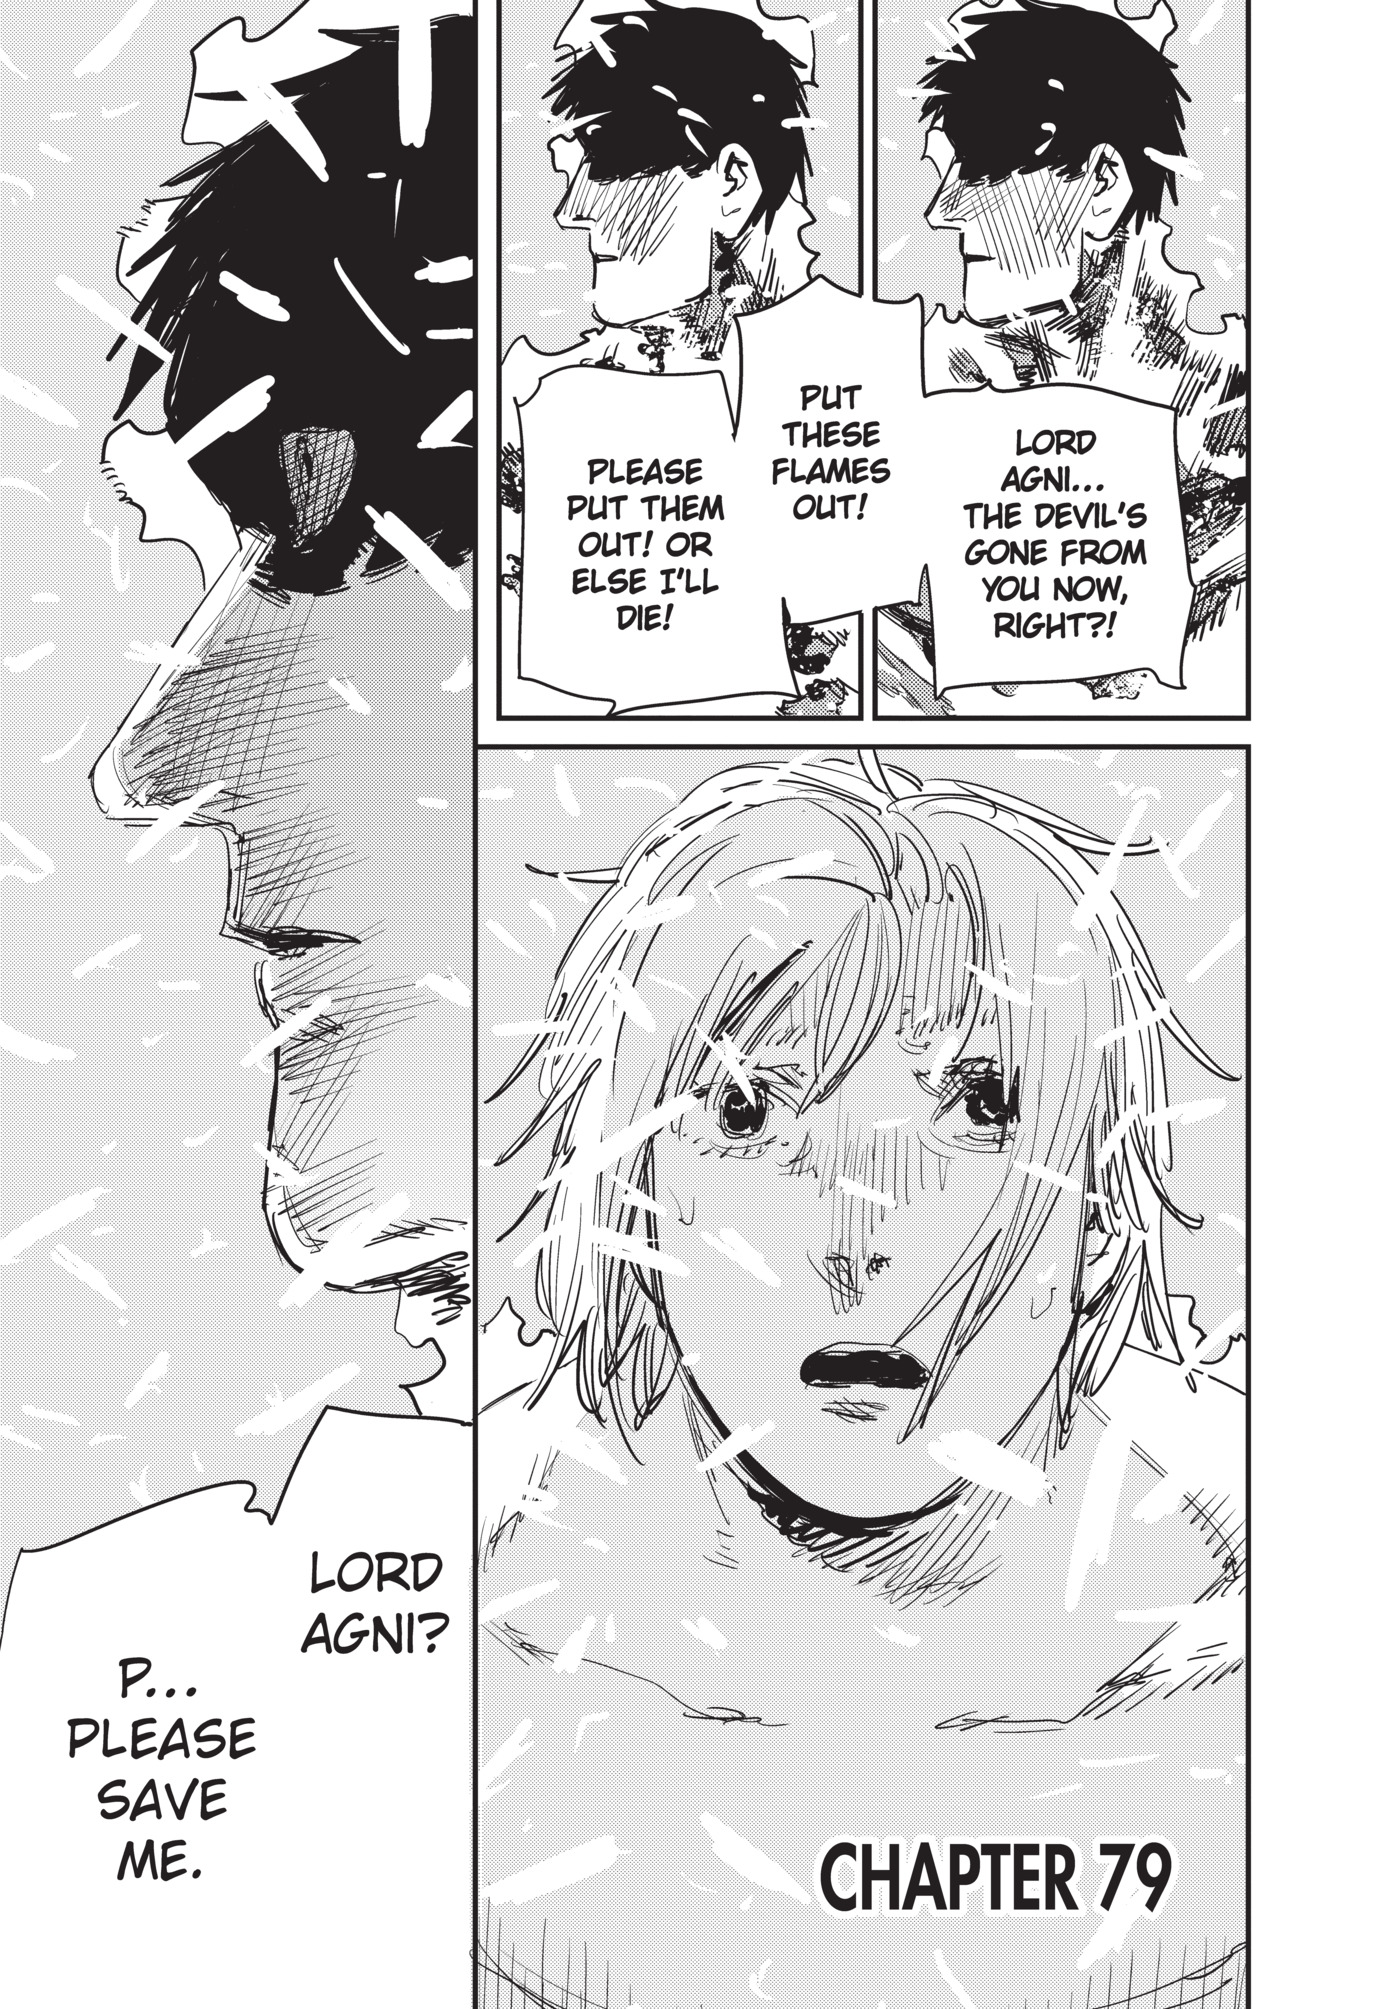 LORD
AGNI...
THE DEVIL'S
GONE FROM
YOU NOW,
RIGHT?!
PUT
THESE
FLAMES
OUT!
PLEASE
PUT THEM
OUT! OR
ELSE I'LL
DIE!
CHAPTER 79
LORD
AGNI?
P...
PLEASE
SAVE
ME.